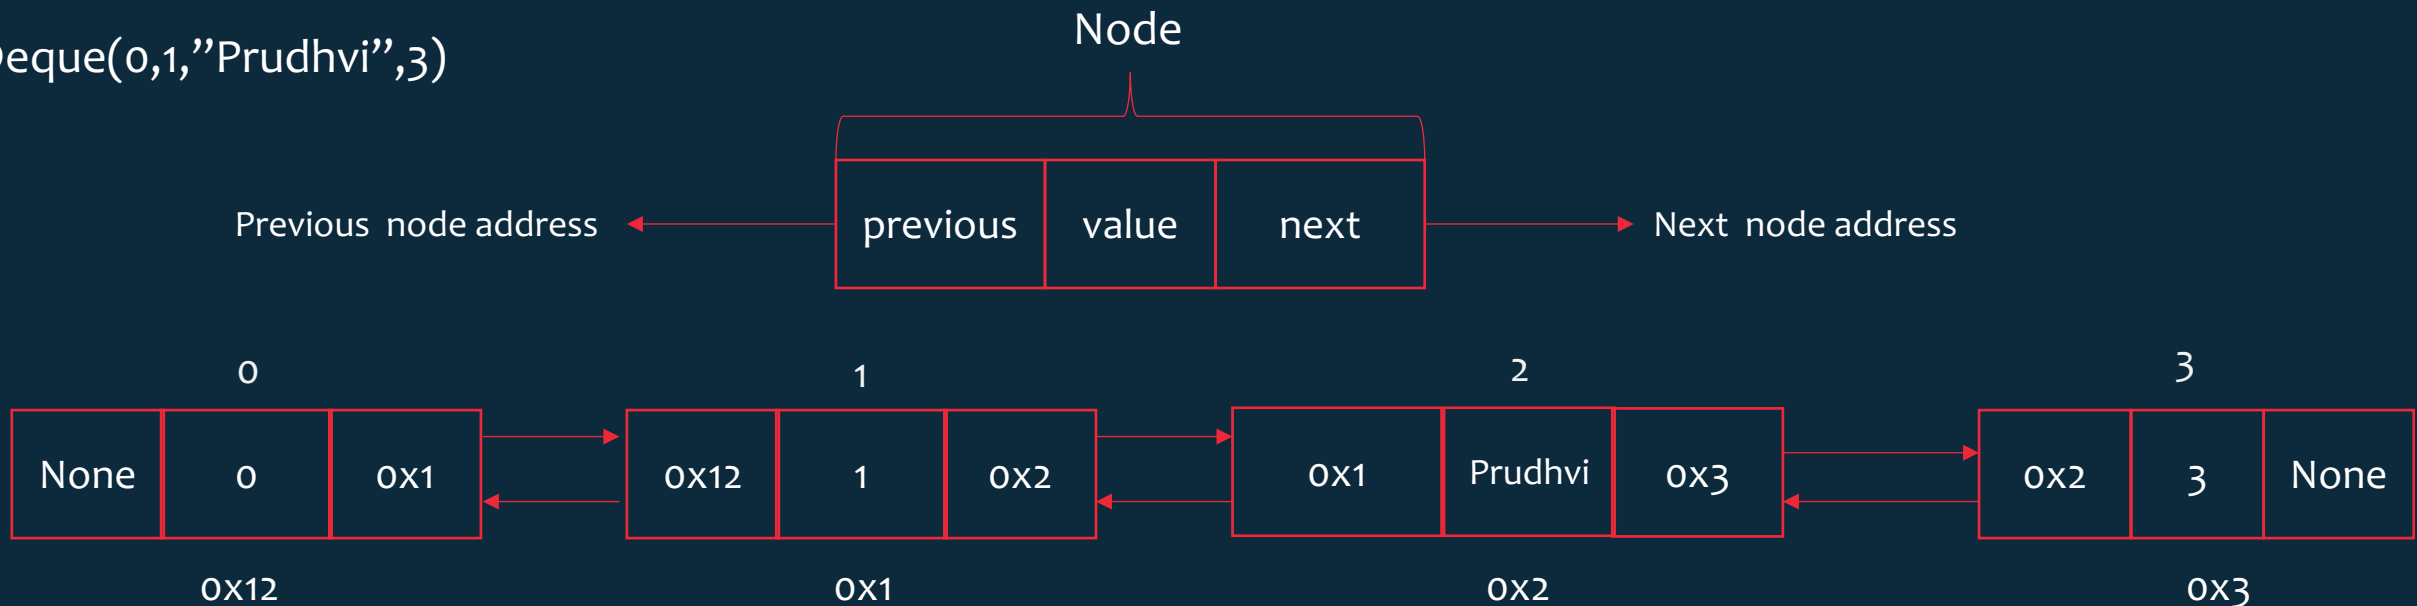 Node
eque(0,1,”Prudhvi”,3)
Previous node address
previous value next
Next node address
0 1 2 3
None 0 0x1 0x12 1 0x2 0x1 Prudhvi 0x3 0x2 3 None
0x12 0x1 0x2 0x3